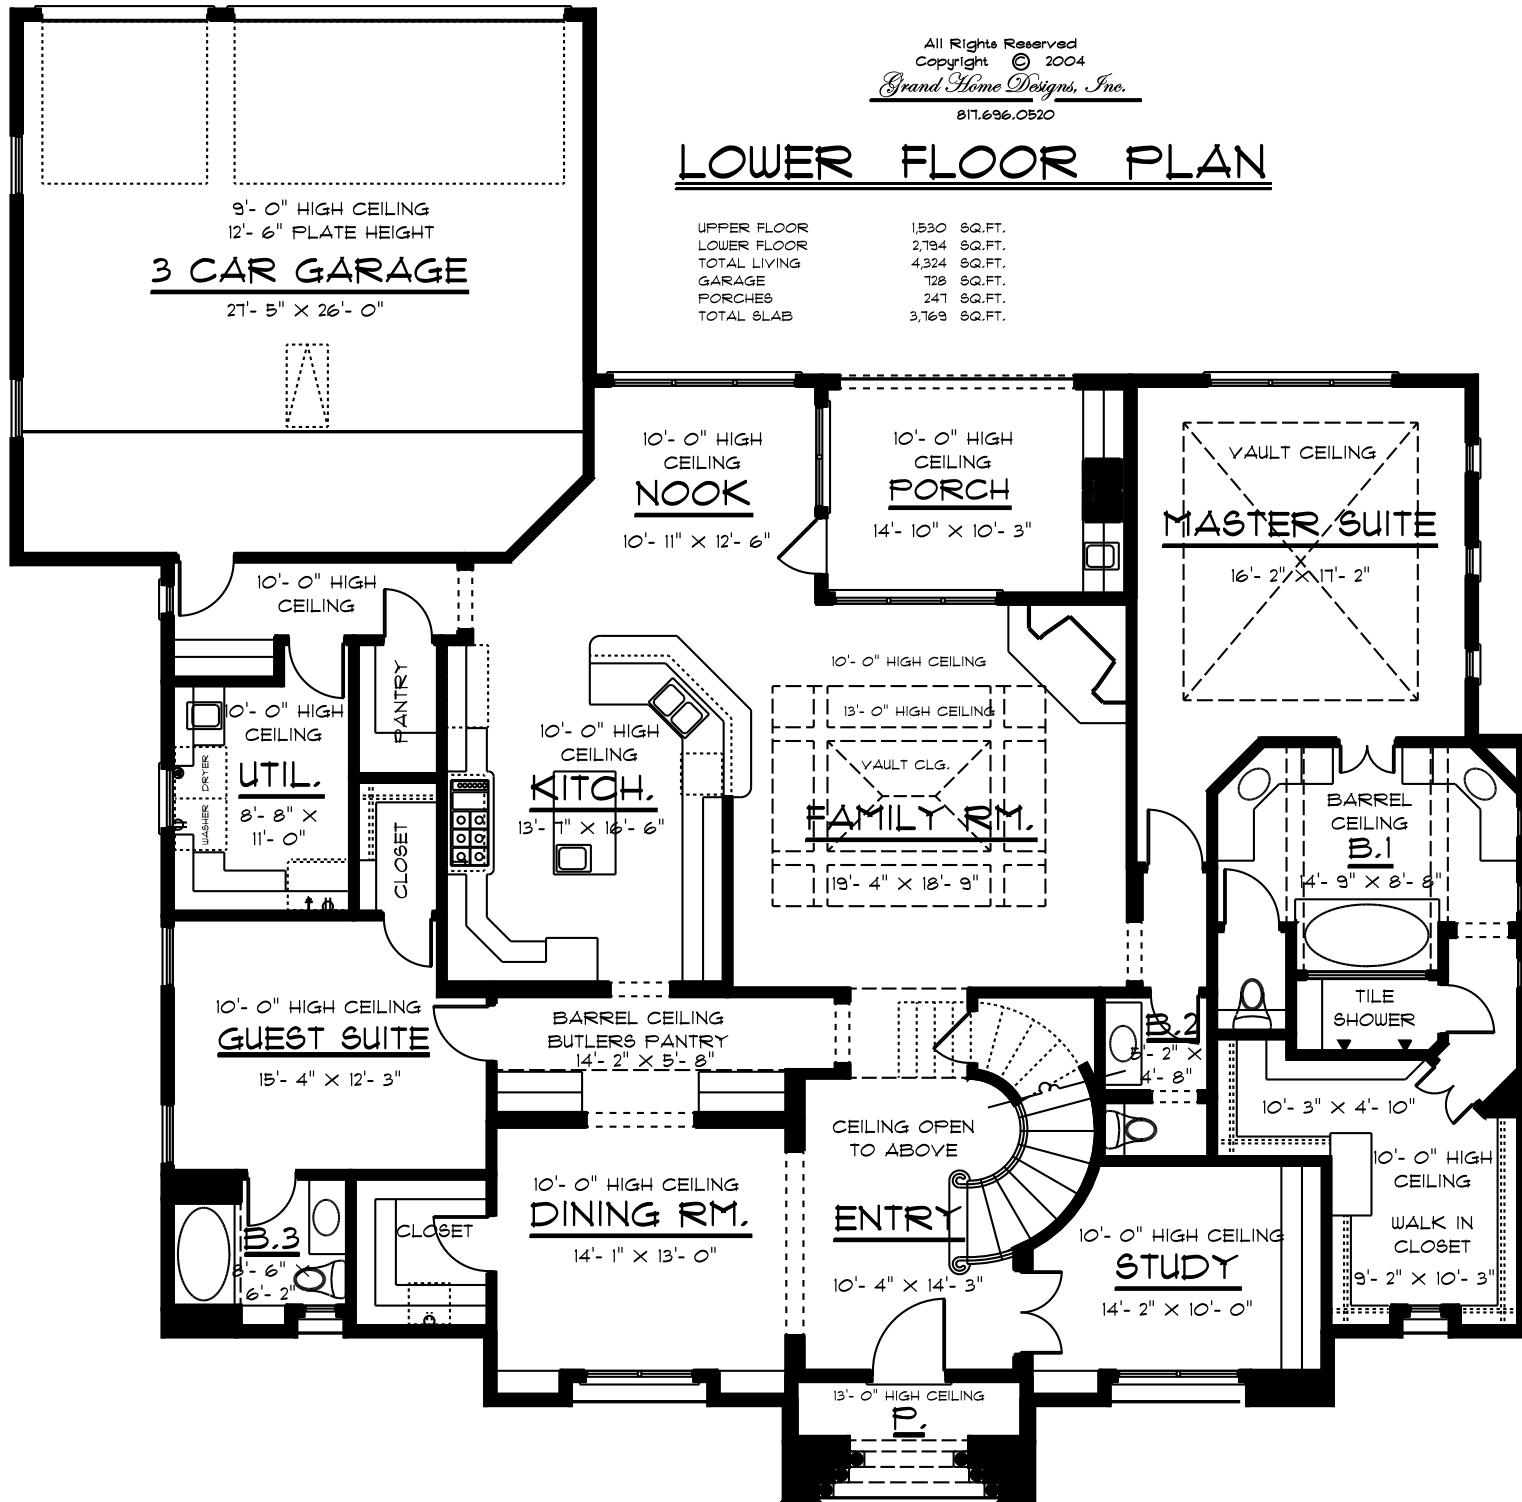 All Rights Reserved
Copyright © 2004
Grand Home Designs, Inc.
817.696.0520
LOWER FLOOR PLAN
UPPER FLOOR 1,530 SQ.FT.
LOWER FLOOR 2,794 SQ.FT.
TOTAL LIVING 4,324 SQ.FT.
GARAGE 728 SQ.FT.
PORCHES 247 SQ.FT.
TOTAL SLAB 3,769 SQ.FT.
9'- 0" HIGH CEILING
12'- 6" PLATE HEIGHT
3 CAR GARAGE
27'- 5" X 26'- 0"
10'- 0" HIGH
CEILING
NOOK
10'- 11" X 12'- 6"
10'- 0" HIGH
CEILING
PORCH
14'- 10" X 10'- 3"
VAULT CEILING
MASTER SUITE
16'- 2" X 17'- 2"
10'- 0" HIGH
CEILING
PANTRY
10'- 0" HIGH
CEILING
UTIL.
8'- 8" X
11'- 0"
DRYER
WASHER
CLOSET
10'- 0" HIGH
CEILING
KITCH.
13'- 7" X 16'- 6"
10'- 0" HIGH CEILING
13'- 0" HIGH CEILING
VAULT CLG.
FAMILY RM.
19'- 4" X 18'- 9"
BARREL
CEILING
B.1
14'- 9" X 8'- 8"
TILE
SHOWER
10'- 0" HIGH CEILING
GUEST SUITE
15'- 4" X 12'- 3"
BARREL CEILING
BUTLERS PANTRY
14'- 2" X 5'- 8"
B.2
5'- 2" X
4'- 8"
10'- 3" X 4'- 10"
CEILING OPEN
TO ABOVE
ENTRY
10'- 4" X 14'- 3"
10'- 0" HIGH
CEILING
WALK IN
CLOSET
9'- 2" X 10'- 3"
10'- 0" HIGH CEILING
DINING RM.
14'- 1" X 13'- 0"
CLOSET
B.3
8'- 6" X
6'- 2"
10'- 0" HIGH CEILING
STUDY
14'- 2" X 10'- 0"
13'- 0" HIGH CEILING
P.